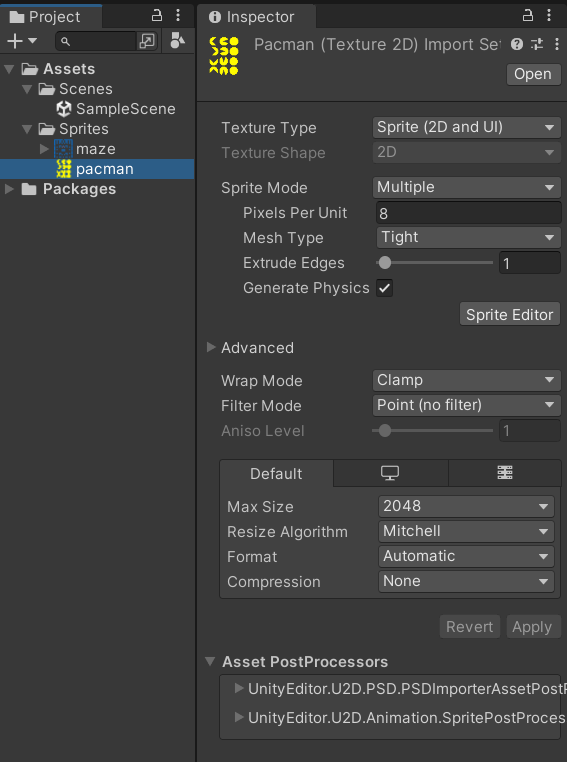 Project
Assets
Scenes
SampleScene
Sprites
maze
pacman
Packages
Inspector
Pacman (Texture 2D) Import Set
Open
Texture Type Sprite (2D and UI)
Texture Shape 2D
Sprite Mode Multiple
Pixels Per Unit 8
Mesh Type Tight
Extrude Edges 1
Generate Physics
Sprite Editor
Advanced
Wrap Mode Clamp
Filter Mode Point (no filter)
Aniso Level 1
Default
Max Size 2048
Resize Algorithm Mitchell
Format Automatic
Compression None
Revert Apply
Asset PostProcessors
UnityEditor.U2D.PSD.PSDImporterAssetPostP
UnityEditor.U2D.Animation.SpritePostProces